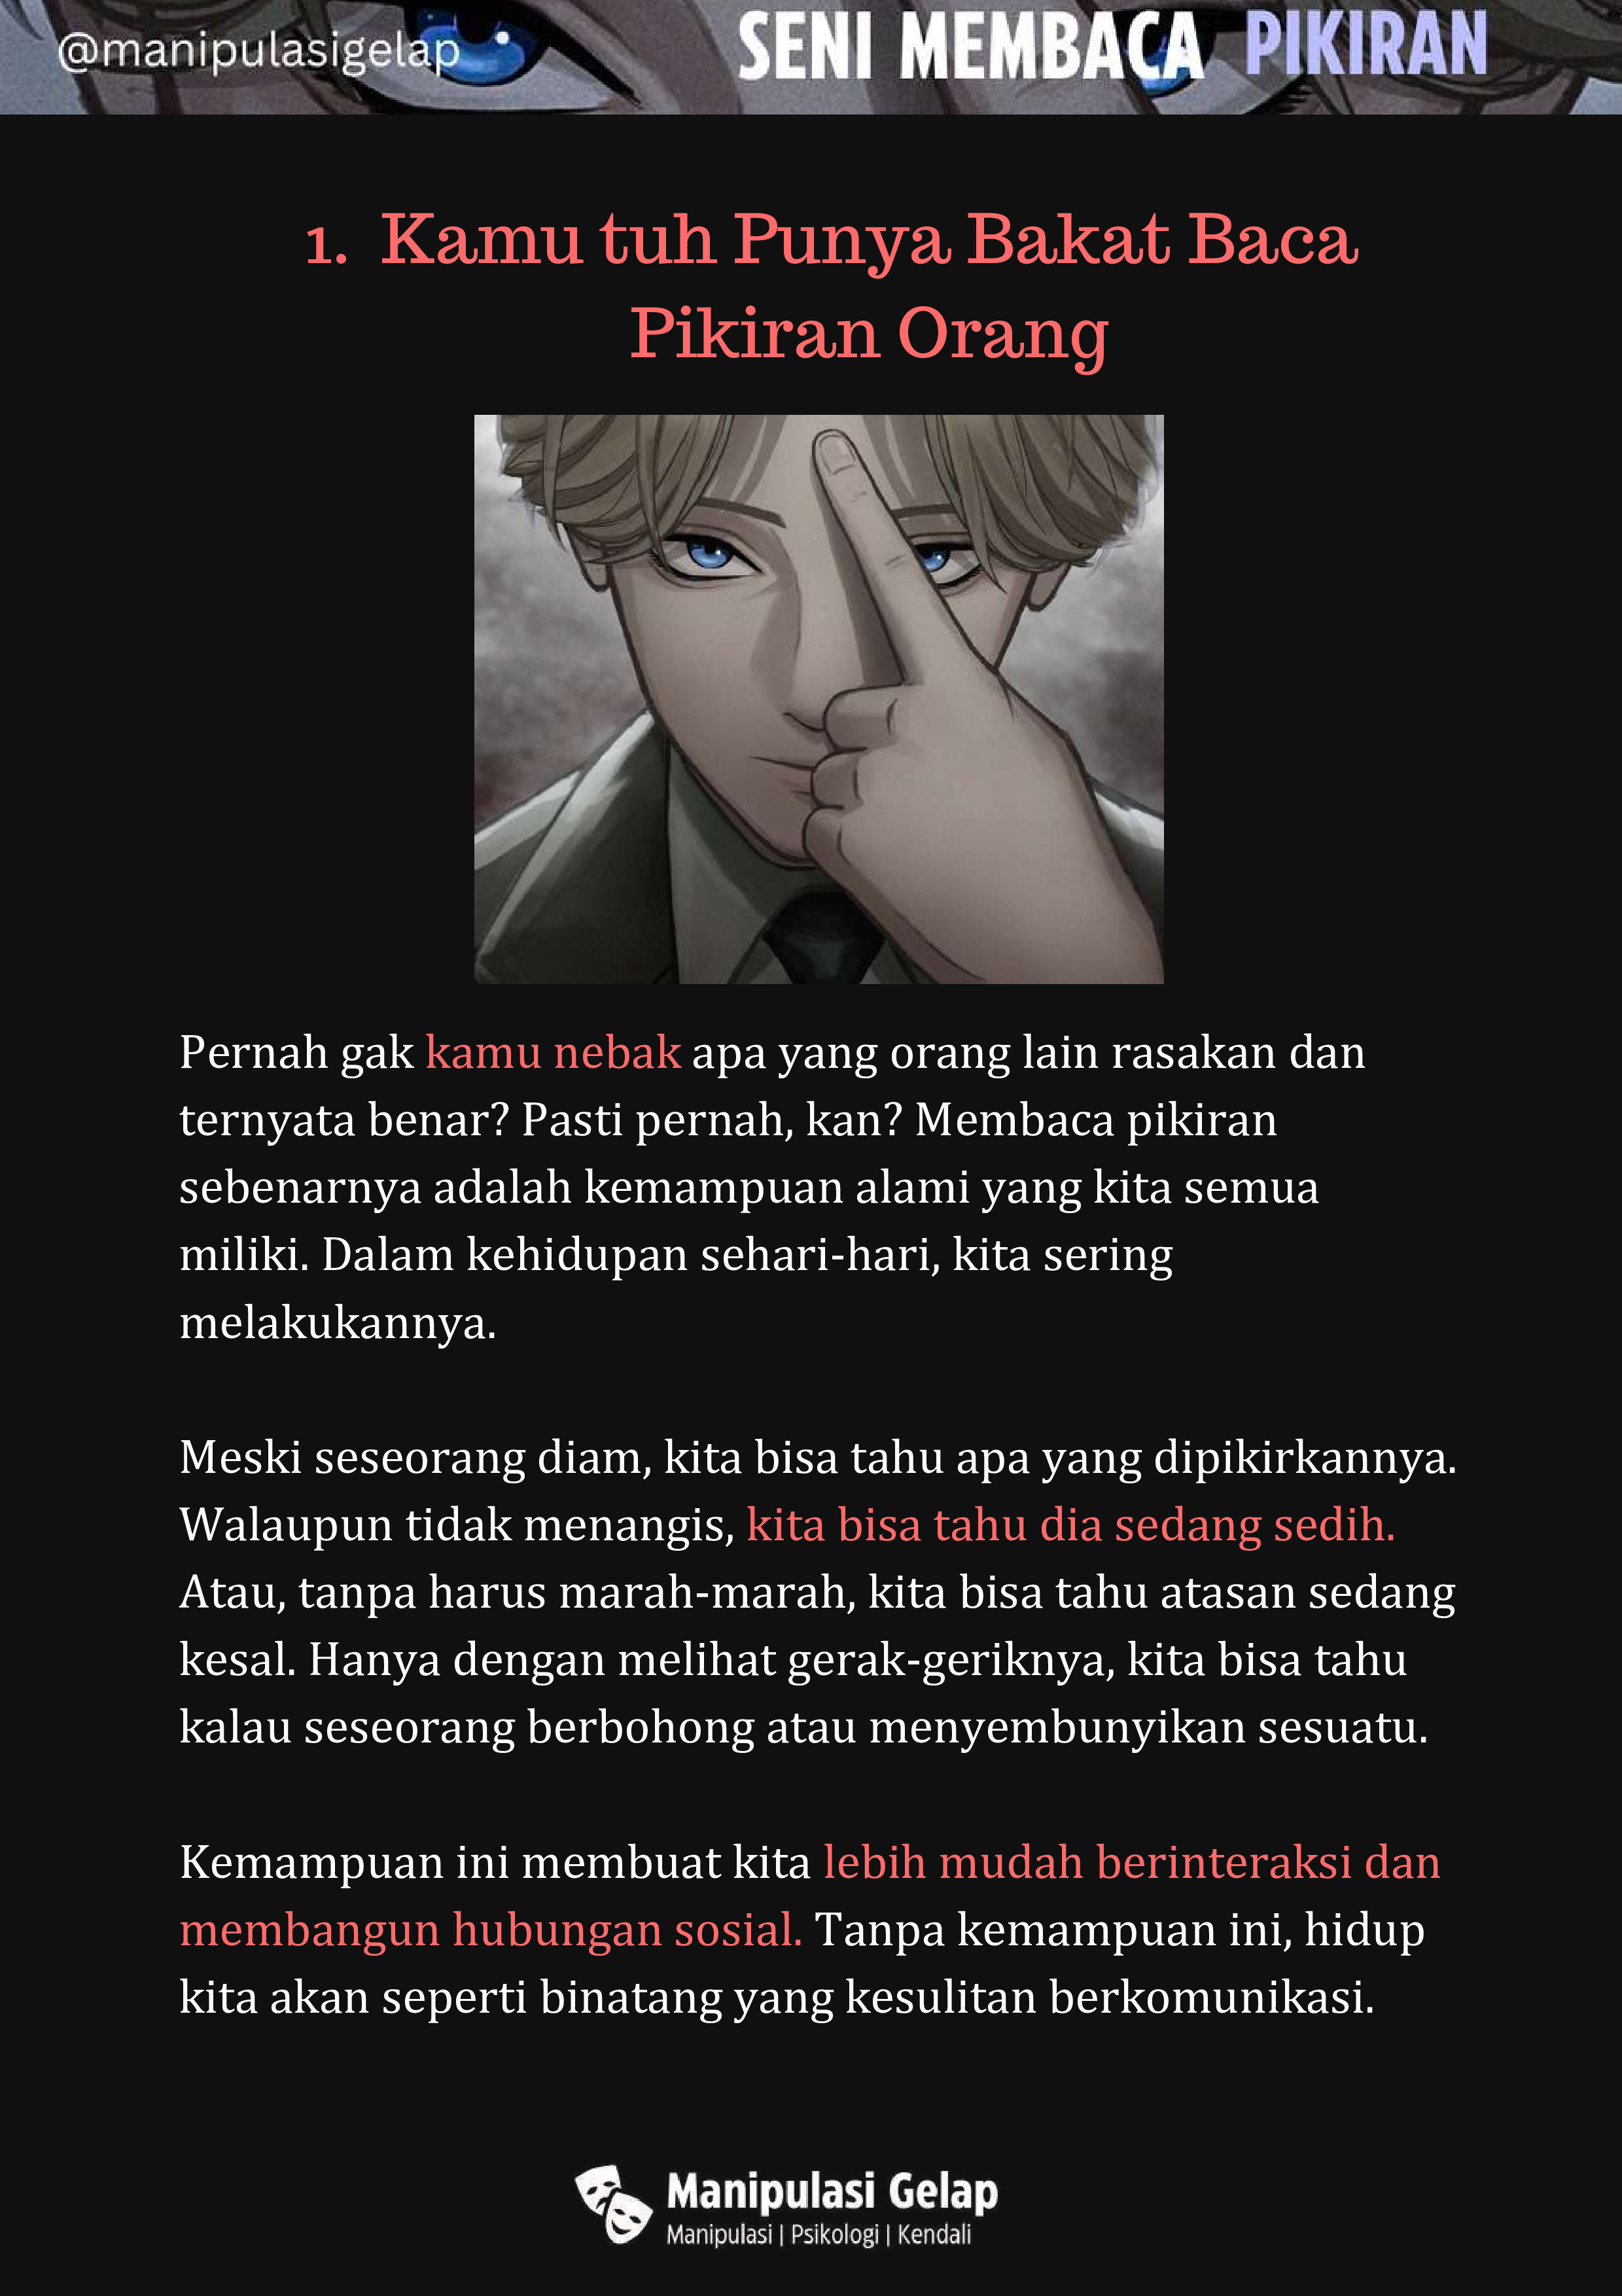 @manipulasigelap
SENI MEMBACA PIKIRAN
1. Kamu tuh Punya Bakat Baca
Pikiran Orang
Pernah gak kamu nebak apa yang orang lain rasakan dan
ternyata benar? Pasti pernah, kan? Membaca pikiran
sebenarnya adalah kemampuan alami yang kita semua
miliki. Dalam kehidupan sehari-hari, kita sering
melakukannya.
Meski seseorang diam, kita bisa tahu apa yang dipikirkannya.
Walaupun tidak menangis, kita bisa tahu dia sedang sedih.
Atau, tanpa harus marah-marah, kita bisa tahu atasan sedang
kesal. Hanya dengan melihat gerak-geriknya, kita bisa tahu
kalau seseorang berbohong atau menyembunyikan sesuatu.
Kemampuan ini membuat kita lebih mudah berinteraksi dan
membangun hubungan sosial. Tanpa kemampuan ini, hidup
kita akan seperti binatang yang kesulitan berkomunikasi.
Manipulasi Gelap
Manipulasi | Psikologi | Kendali